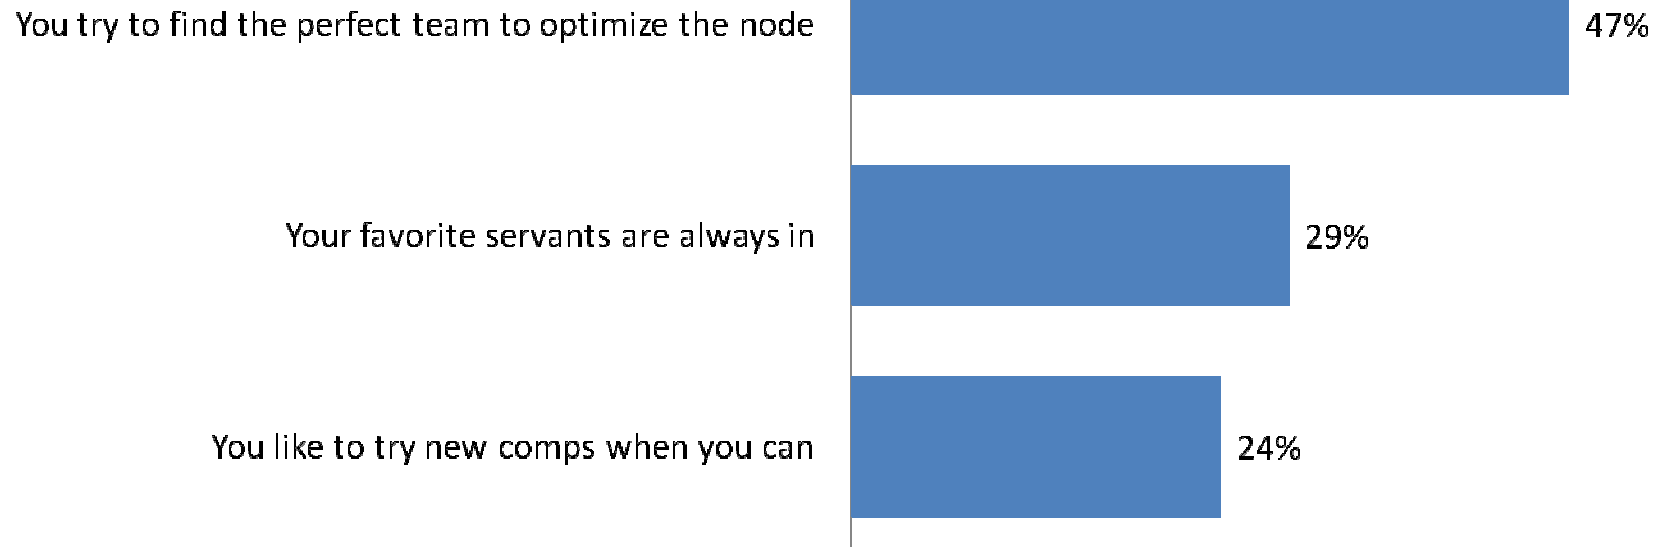 You try to find the perfect team to optimize the node 47%
Your favorite servants are always in 29%
You like to try new comps when you can 24%